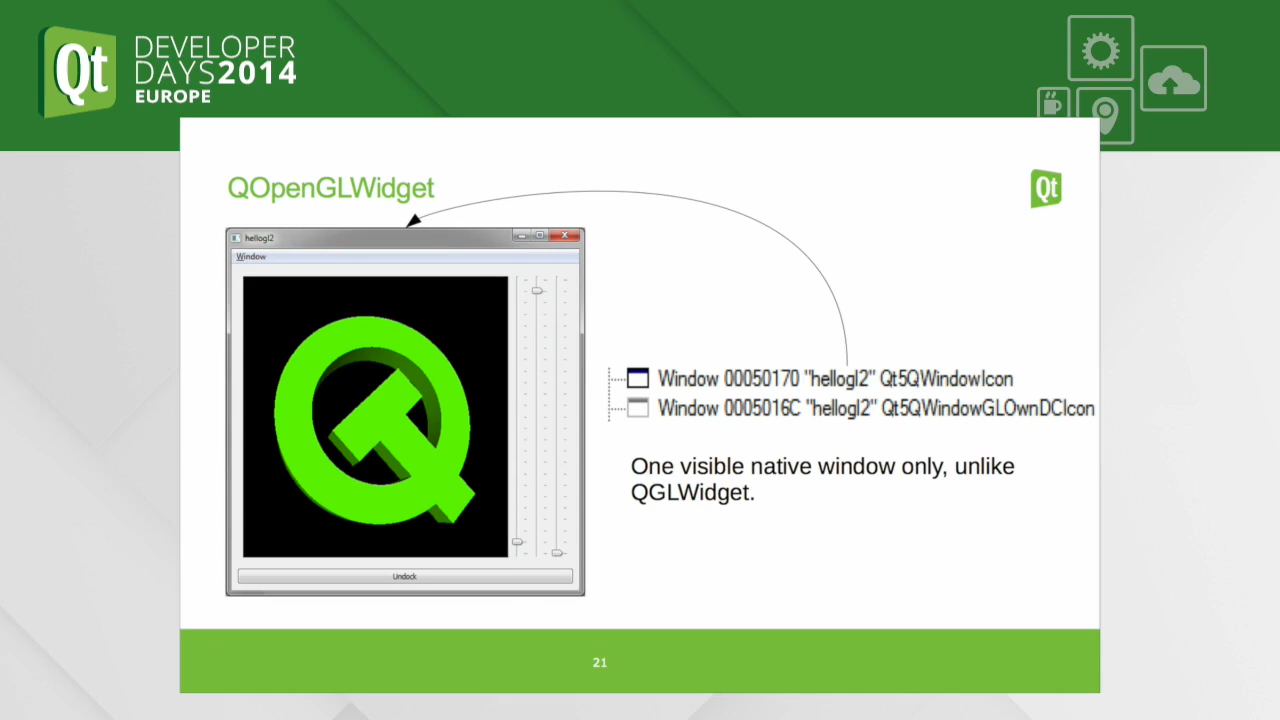 Qt
DEVELOPER
DAYS2014
EUROPE
QOpenGLWidget
Qt
hellogl2
Window
Window 00050170 "hellogl2" Qt5QWindowIcon
Window 0005016C "hellogl2" Qt5QWindowGLOwnDCIcon
One visible native window only, unlike
QGLWidget.
Undock
21